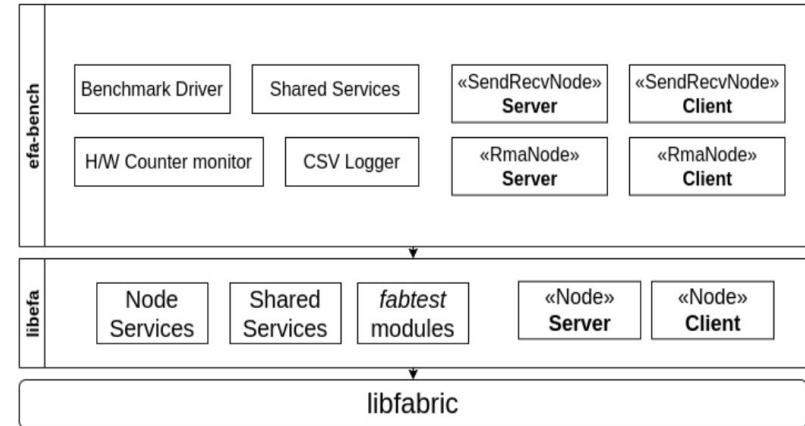 efa-bench
Benchmark Driver
Shared Services
«SendRecvNode»
Server
«SendRecvNode»
Client
H/W Counter monitor
CSV Logger
«RmaNode»
Server
«RmaNode»
Client
libefa
Node
Services
Shared
Services
fabtest
modules
«Node»
Server
«Node»
Client
libfabric